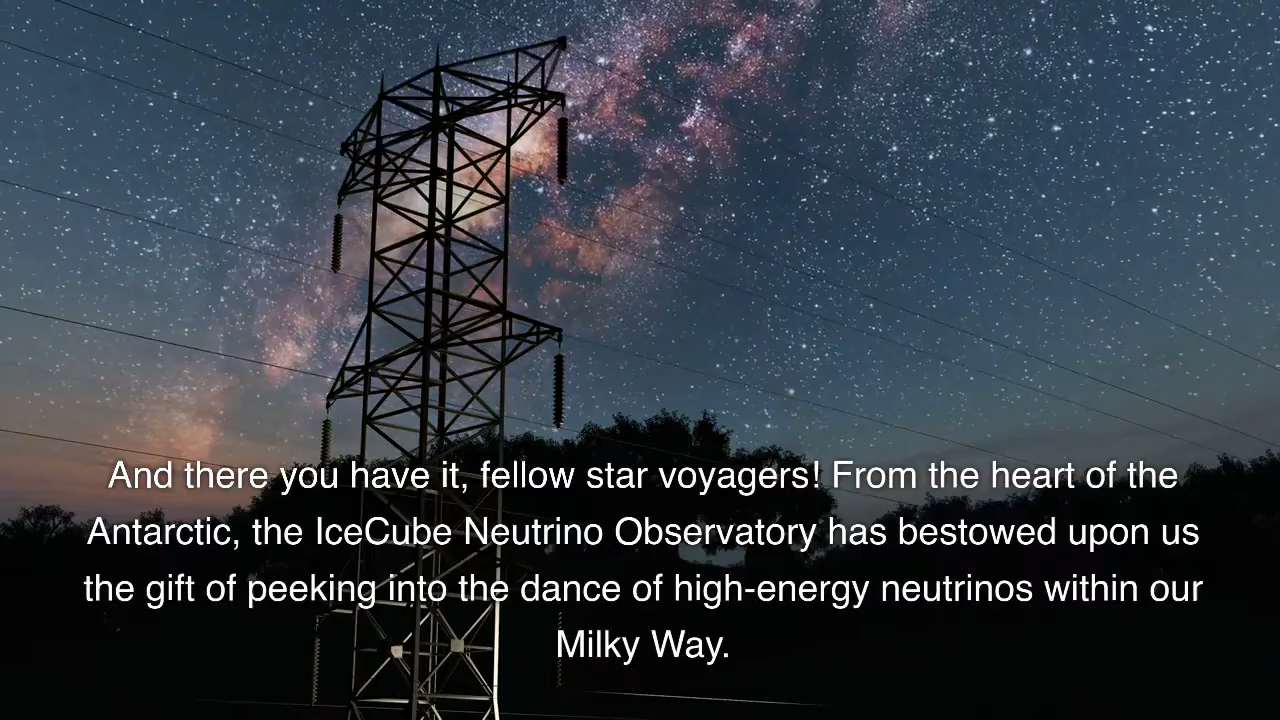 And there you have it, fellow star voyagers! From the heart of the
Antarctic, the IceCube Neutrino Observatory has bestowed upon us
the gift of peeking into the dance of high-energy neutrinos within our
Milky Way.